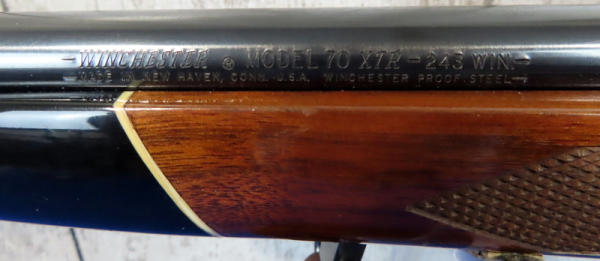 -WINCHESTER ® MODEL 70 XTR-243 WIN-
-MADE IN NEW HAVEN, CONN. U.S.A. WINCHESTER PROOF-STEEL-